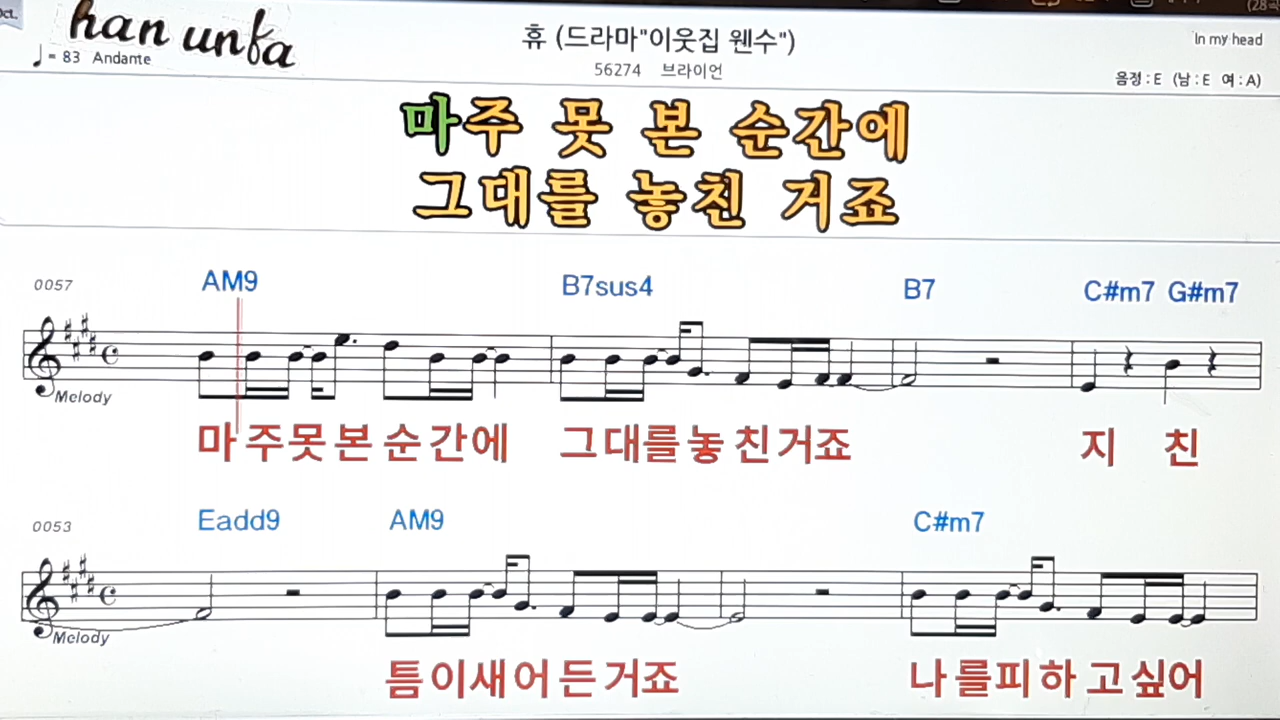 Oct.
han unfa
♩= 83 Andante
휴 (드라마"이웃집 웬수")
56274 브라이언
In my head
음정 : E (남 : E 여 : A)
마주 못 본 순간에
그대를 놓친 거죠
0057
AM9 B7sus4 B7 C#m7 G#m7
Melody
마 주 못 본 순 간 에 그 대 를 놓 친 거 죠 지 친
0053
Eadd9 AM9 C#m7
Melody
틈 이 새 어 든 거 죠 나 를 피 하 고 싶 어